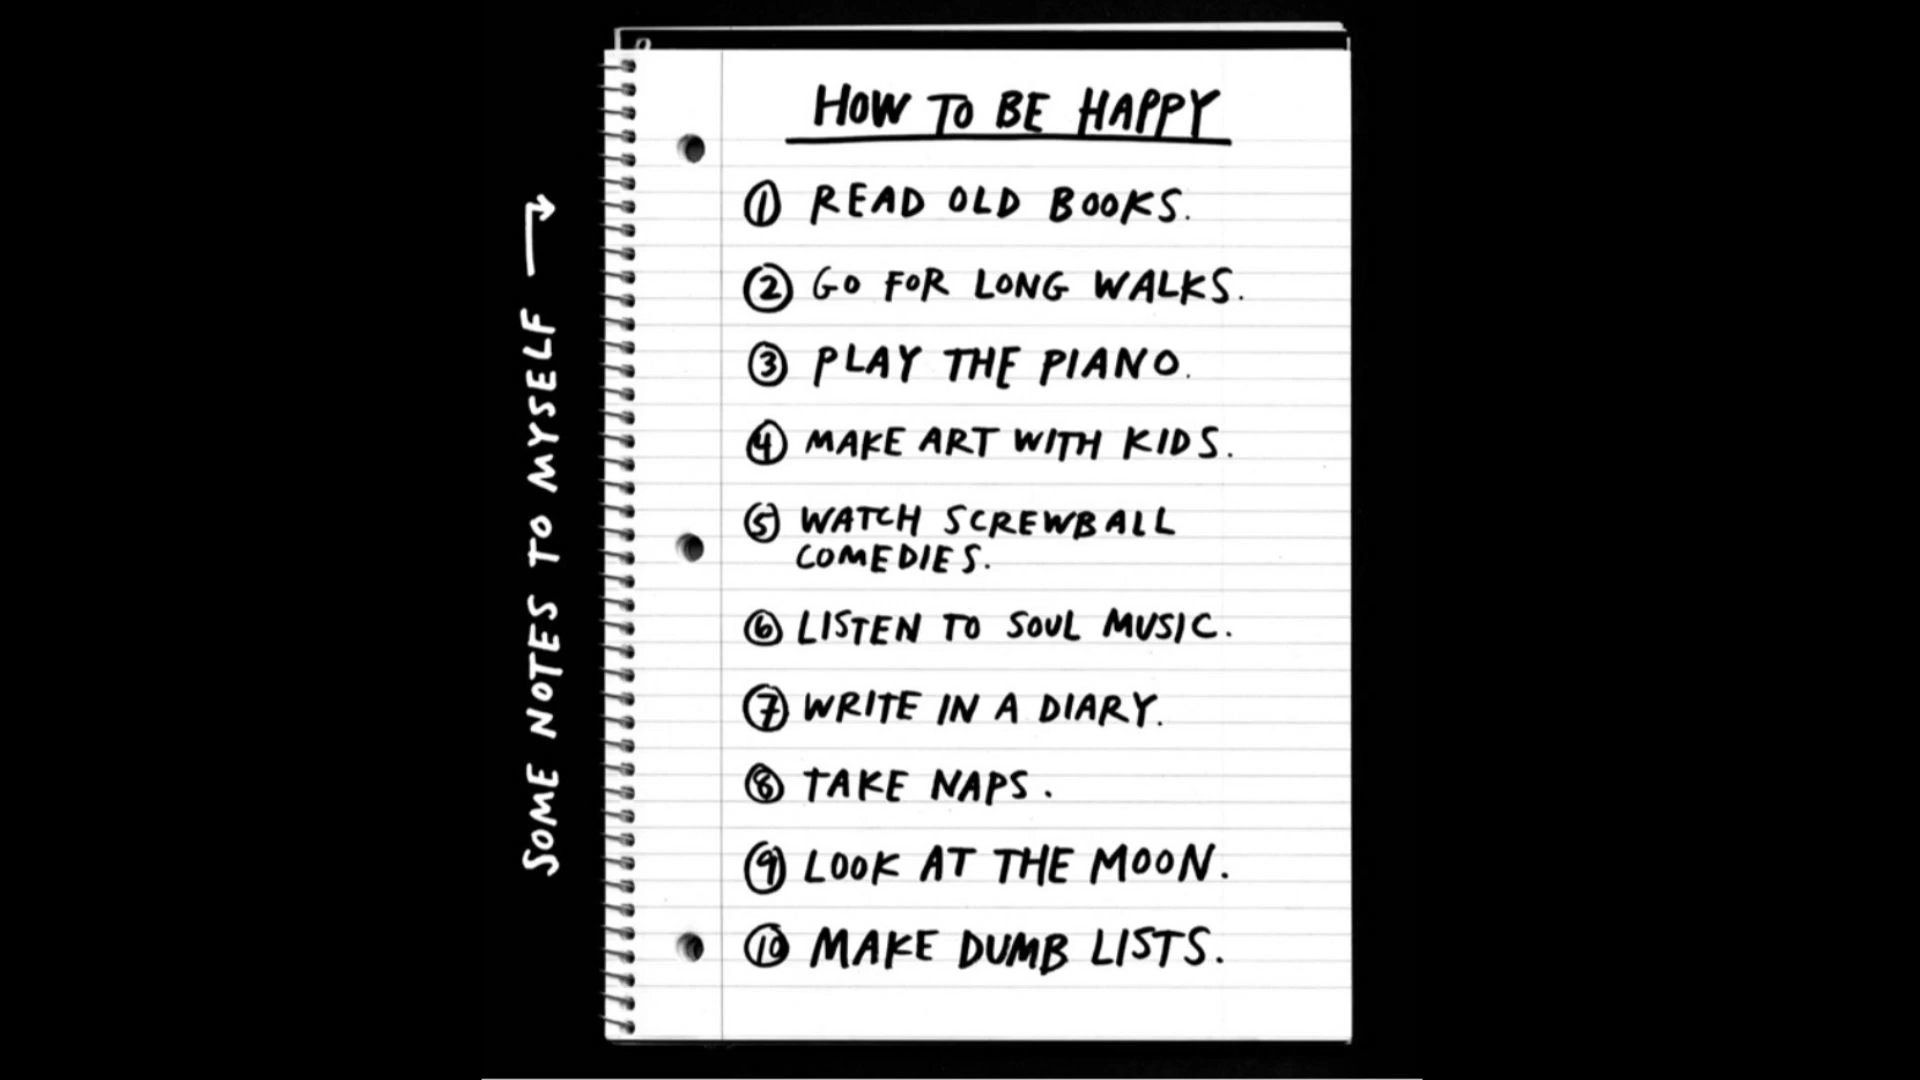 SOME NOTES TO MYSELF →
HOW TO BE HAPPY
① READ OLD BOOKS.
② GO FOR LONG WALKS.
③ PLAY THE PIANO.
④ MAKE ART WITH KIDS.
⑤ WATCH SCREWBALL
COMEDIES.
⑥ LISTEN TO SOUL MUSIC.
⑦ WRITE IN A DIARY.
⑧ TAKE NAPS.
⑨ LOOK AT THE MOON.
⑩ MAKE DUMB LISTS.